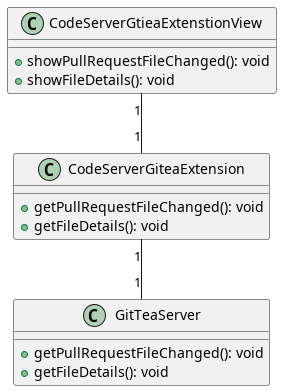 C CodeServerGtieaExtenstionView
showPullRequestFileChanged(): void
showFileDetails(): void
1
1
C CodeServerGiteaExtension
getPullRequestFileChanged(): void
getFileDetails(): void
1
1
C GitTeaServer
getPullRequestFileChanged(): void
getFileDetails(): void